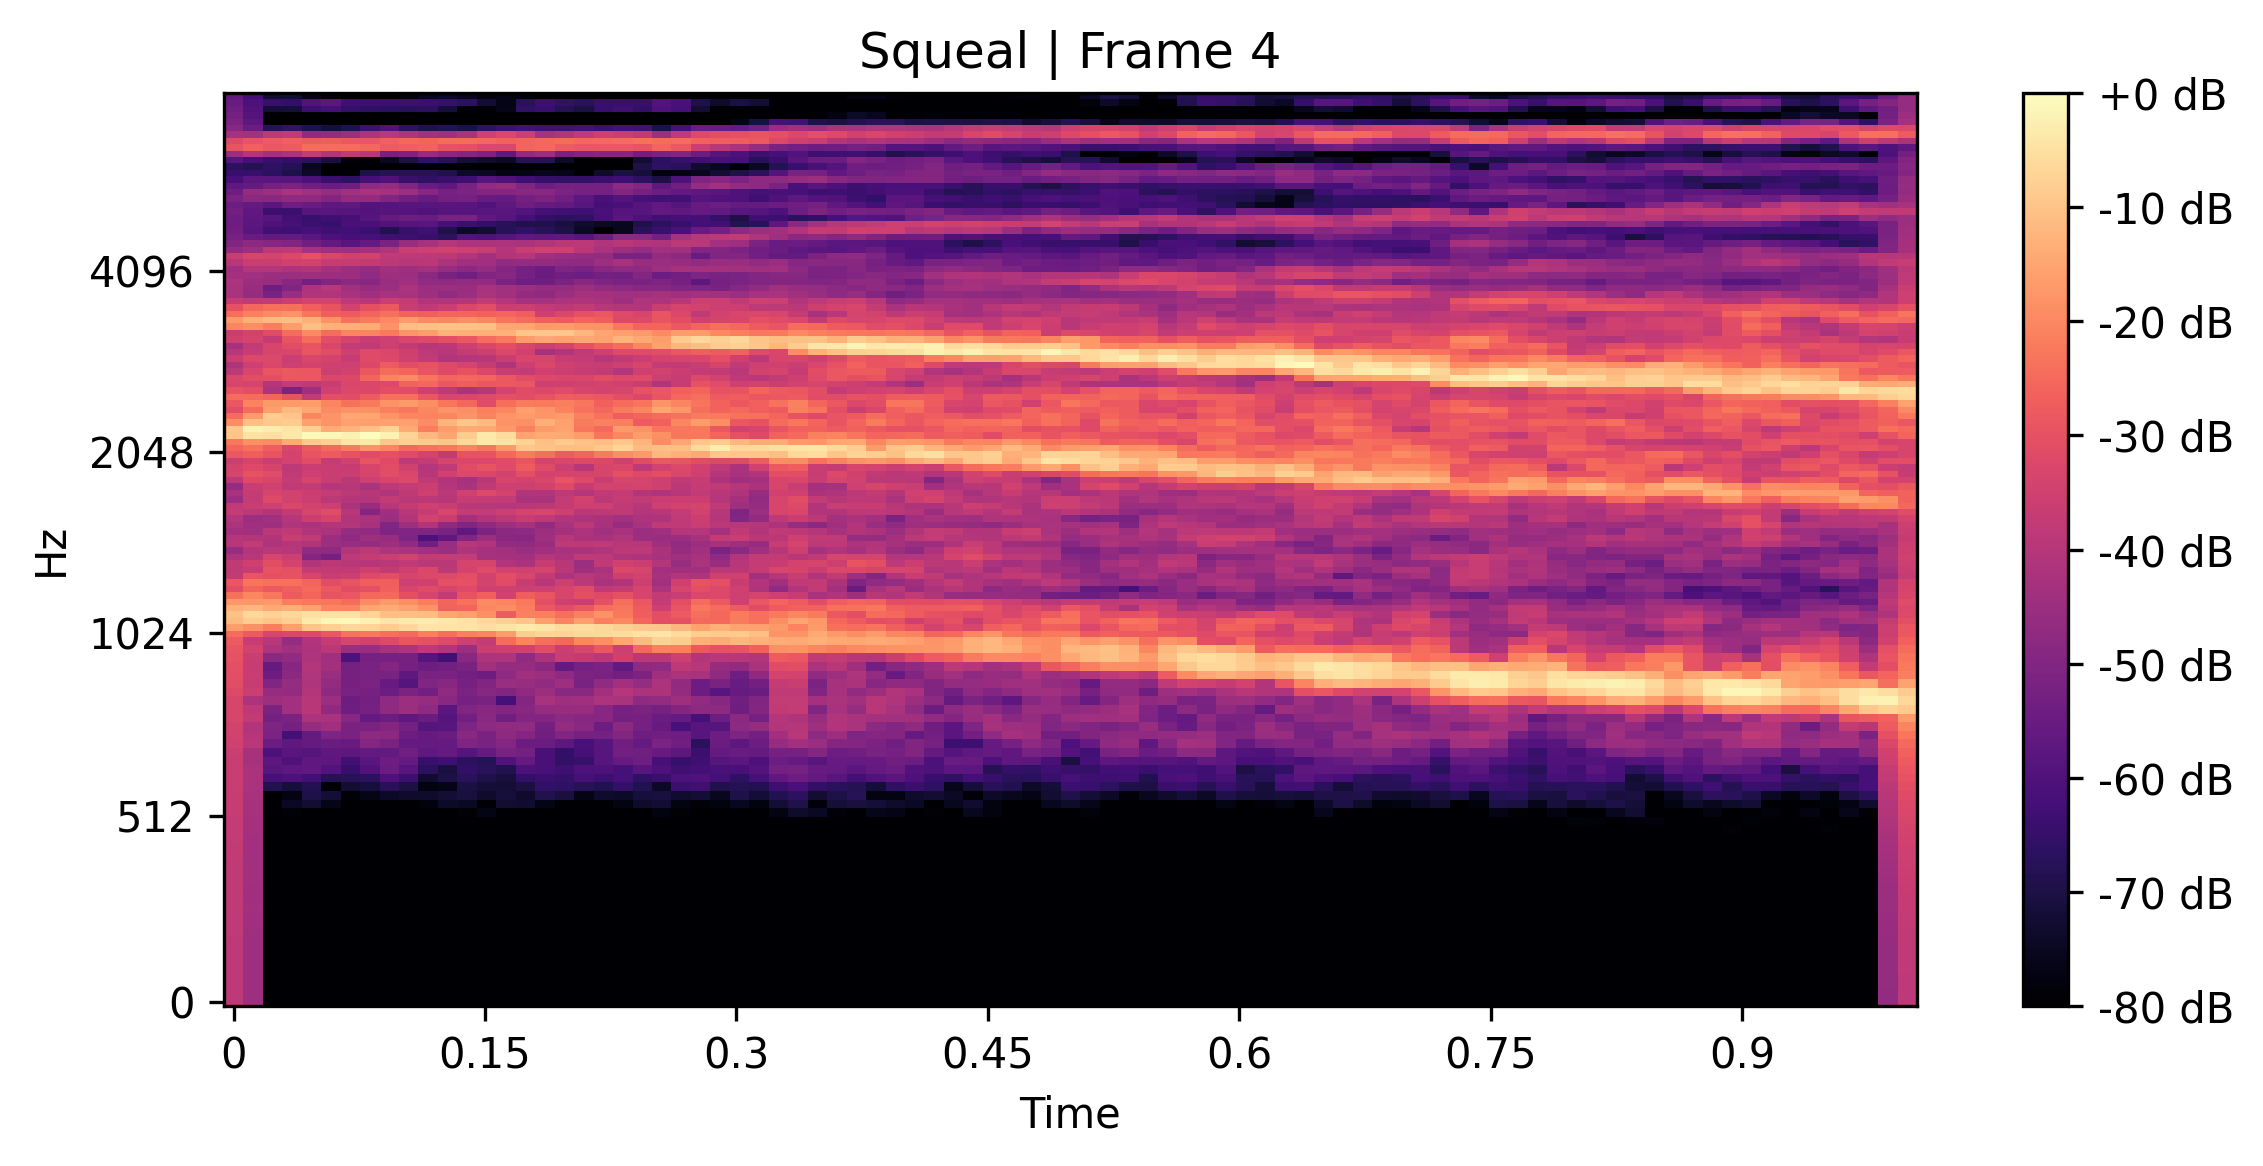 Squeal | Frame 4
+0 dB
-10 dB
-20 dB
-30 dB
-40 dB
-50 dB
-60 dB
-70 dB
-80 dB
4096
2048
1024
512
0
Hz
0 0.15 0.3 0.45 0.6 0.75 0.9
Time